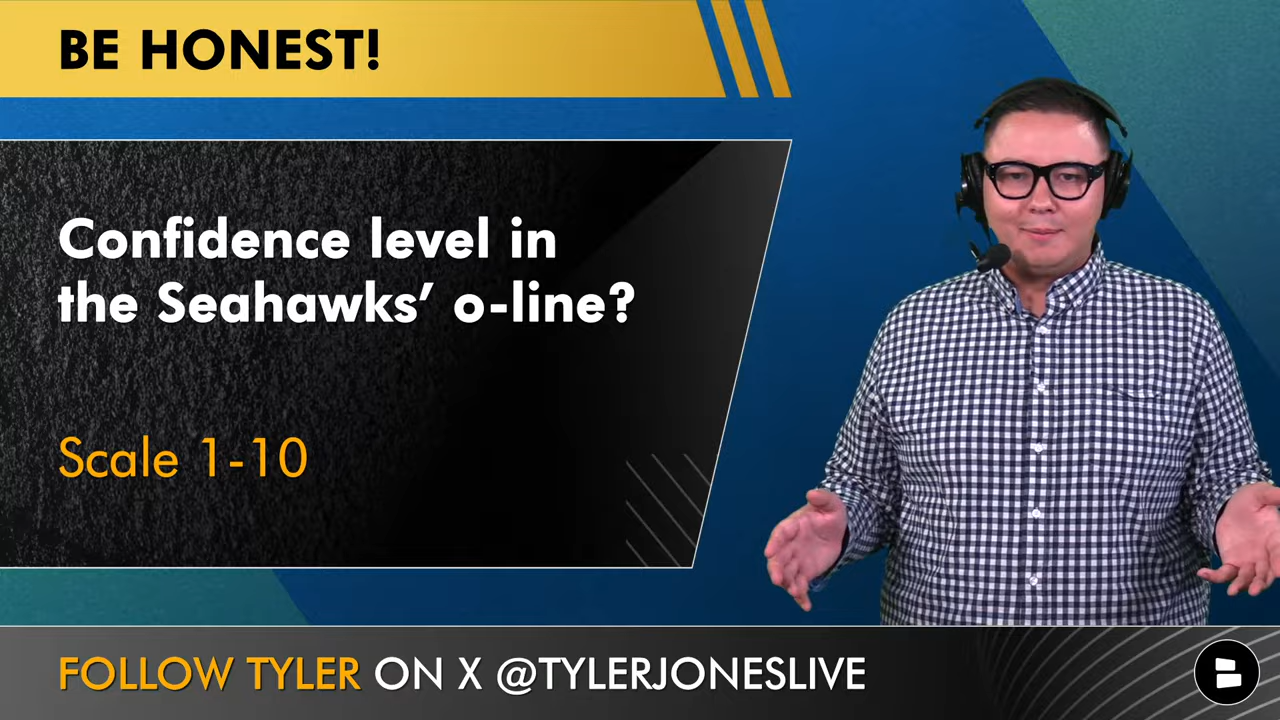 BE HONEST!
Confidence level in
the Seahawks’ o-line?
Scale 1-10
FOLLOW TYLER ON X @TYLERJONESLIVE